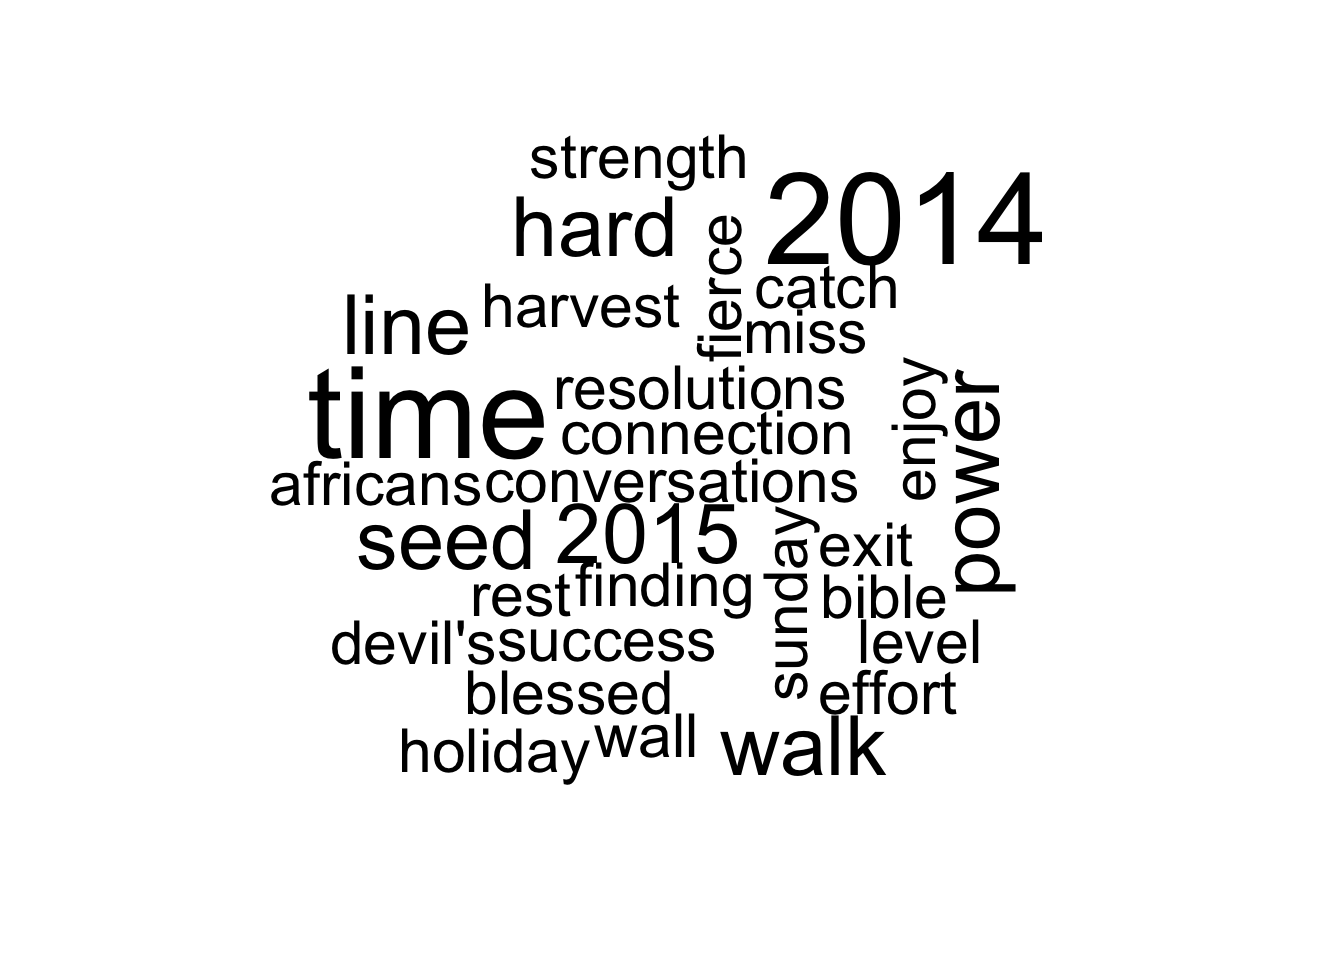 strength
hard
fierce
2014
catch
harvest
line
miss
time
resolutions
enjoy
power
connection
africans
conversations
seed
2015
sunday
exit
rest
finding
bible
devil's
success
level
blessed
effort
holiday
wall
walk